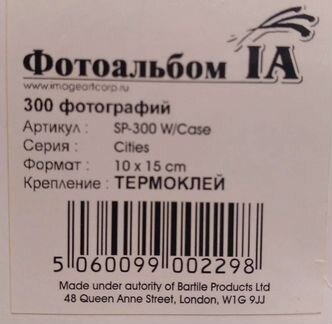 Фотоальбом IA
www.imageartcorp.ru
300 фотографий
Артикул : SP-300 W/Case
Серия : Cities
Формат : 10 x 15 cm
Крепление : ТЕРМОКЛЕЙ
5 060099 002298
Made under autority of Bartile Products Ltd
48 Queen Anne Street, London, W1G 9JJ